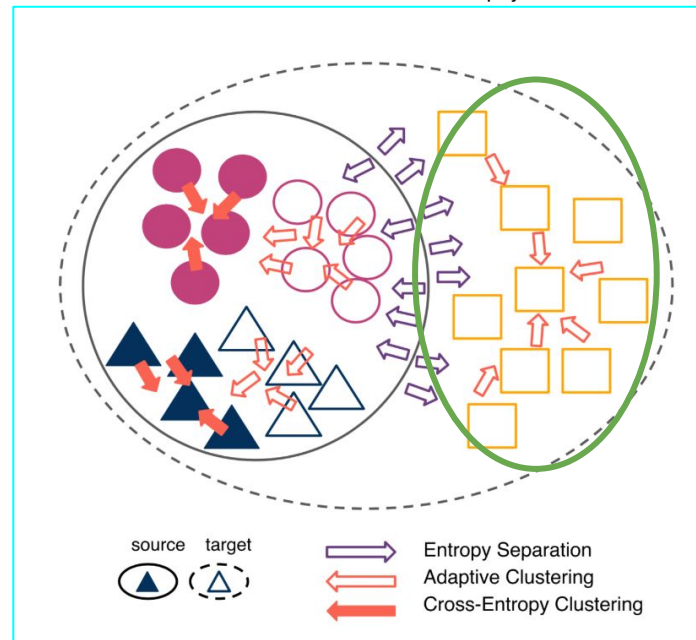 source target
Entropy Separation
Adaptive Clustering
Cross-Entropy Clustering